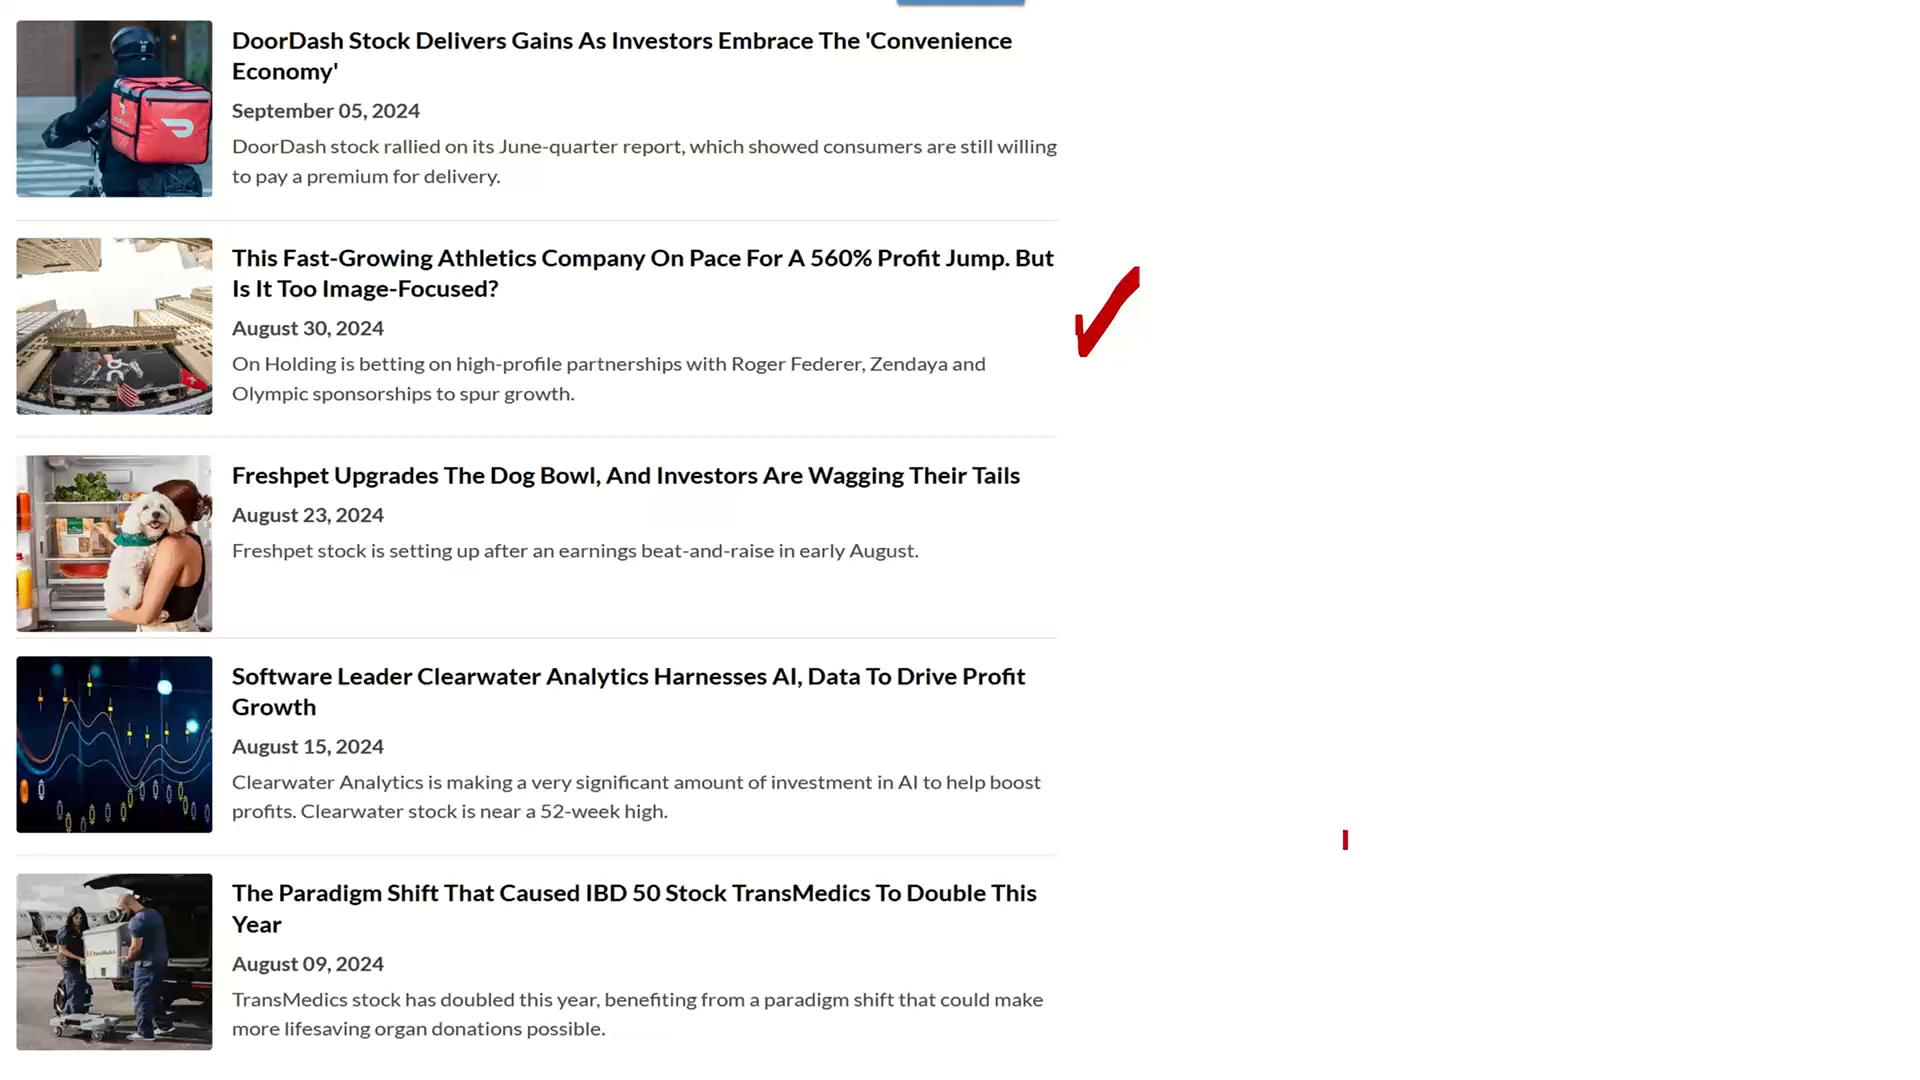 DoorDash Stock Delivers Gains As Investors Embrace The 'Convenience
Economy'
September 05, 2024
DoorDash stock rallied on its June-quarter report, which showed consumers are still willing
to pay a premium for delivery.
This Fast-Growing Athletics Company On Pace For A 560% Profit Jump. But
Is It Too Image-Focused?
August 30, 2024
On Holding is betting on high-profile partnerships with Roger Federer, Zendaya and
Olympic sponsorships to spur growth.
Freshpet Upgrades The Dog Bowl, And Investors Are Wagging Their Tails
August 23, 2024
Freshpet stock is setting up after an earnings beat-and-raise in early August.
Software Leader Clearwater Analytics Harnesses AI, Data To Drive Profit
Growth
August 15, 2024
Clearwater Analytics is making a very significant amount of investment in AI to help boost
profits. Clearwater stock is near a 52-week high.
The Paradigm Shift That Caused IBD 50 Stock TransMedics To Double This
Year
August 09, 2024
TransMedics stock has doubled this year, benefiting from a paradigm shift that could make
more lifesaving organ donations possible.